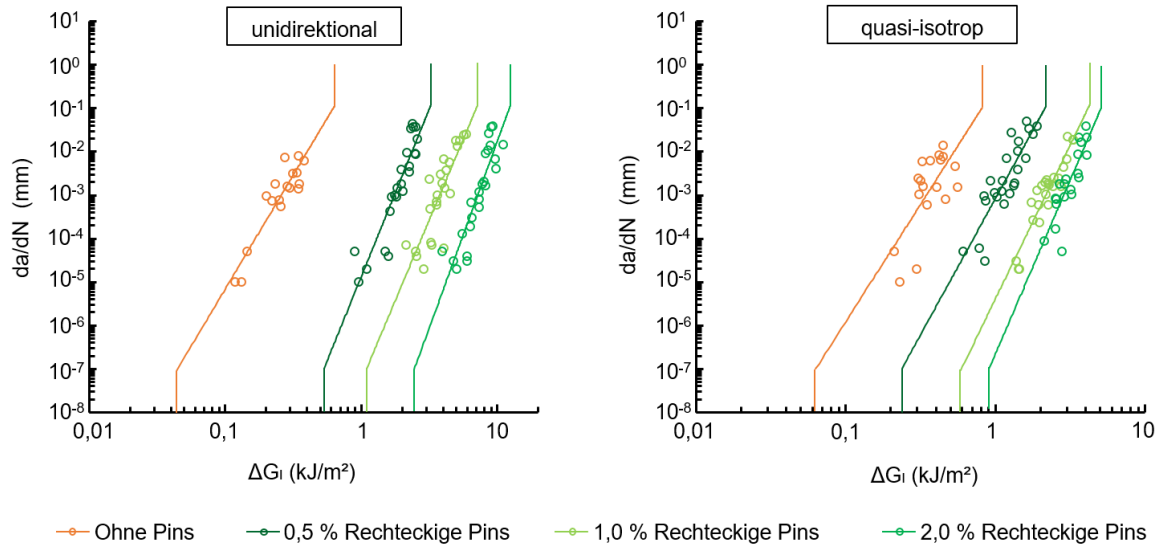 unidirektional
quasi-isotrop
10¹
10⁰
10⁻¹
10⁻²
10⁻³
10⁻⁴
10⁻⁵
10⁻⁶
10⁻⁷
10⁻⁸
da/dN (mm)
0,01
0,1
1
10
ΔGI (kJ/m²)
10¹
10⁰
10⁻¹
10⁻²
10⁻³
10⁻⁴
10⁻⁵
10⁻⁶
10⁻⁷
10⁻⁸
da/dN (mm)
0,01
0,1
1
10
ΔGI (kJ/m²)
Ohne Pins
0,5 % Rechteckige Pins
1,0 % Rechteckige Pins
2,0 % Rechteckige Pins